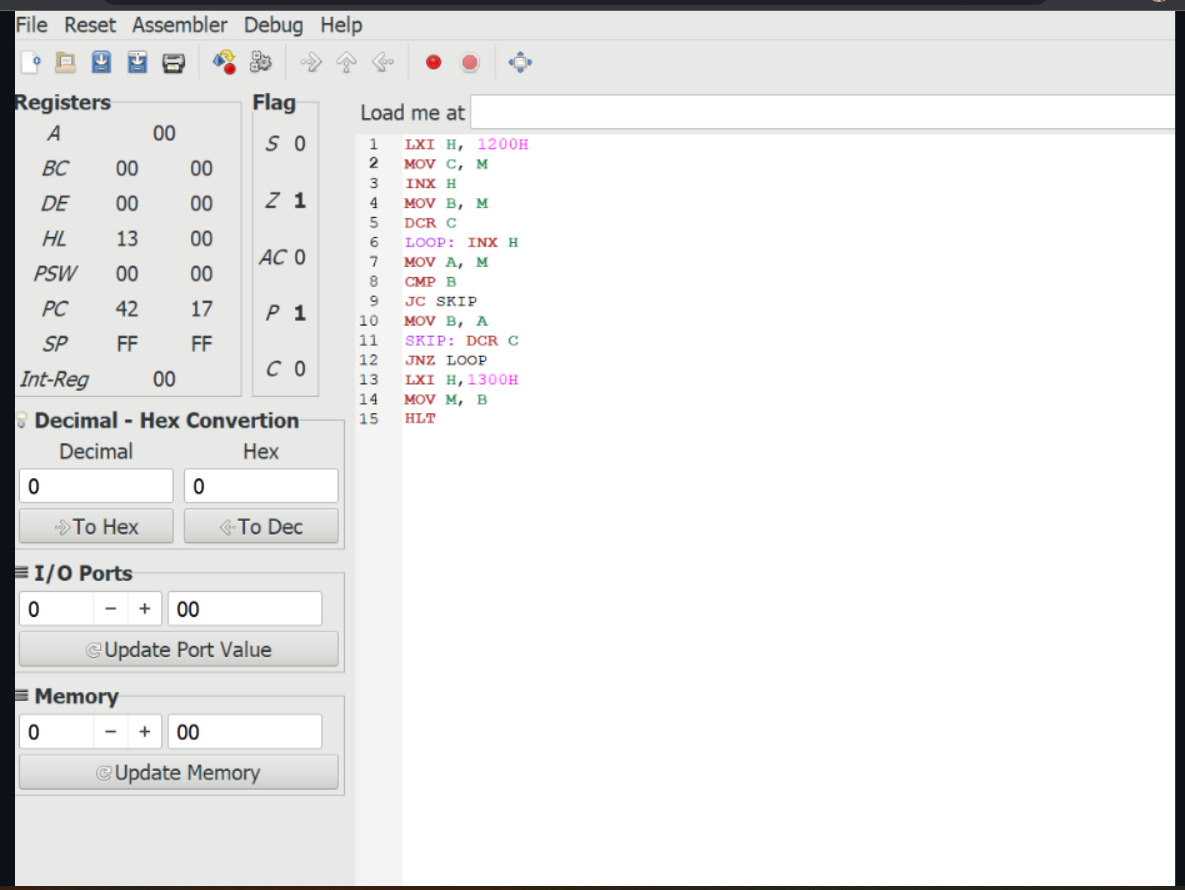 File Reset Assembler Debug Help
Registers
A 00
BC 00 00
DE 00 00
HL 13 00
PSW 00 00
PC 42 17
SP FF FF
Int-Reg 00
Flag
S 0
Z 1
AC 0
P 1
C 0
Decimal - Hex Convertion
Decimal Hex
0 0
To Hex To Dec
I/O Ports
0 - + 00
Update Port Value
Memory
0 - + 00
Update Memory
Load me at
1 LXI H, 1200H
2 MOV C, M
3 INX H
4 MOV B, M
5 DCR C
6 LOOP: INX H
7 MOV A, M
8 CMP B
9 JC SKIP
10 MOV B, A
11 SKIP: DCR C
12 JNZ LOOP
13 LXI H,1300H
14 MOV M, B
15 HLT